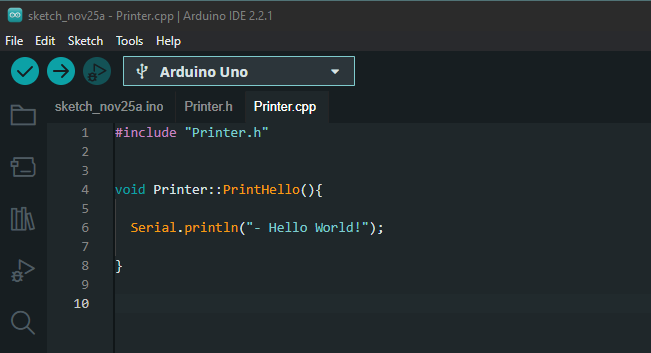 sketch_nov25a - Printer.cpp | Arduino IDE 2.2.1
File Edit Sketch Tools Help
Arduino Uno
sketch_nov25a.ino Printer.h Printer.cpp
1 #include "Printer.h"
2
3
4 void Printer::PrintHello(){
5
6 Serial.println("- Hello World!");
7
8 }
9
10